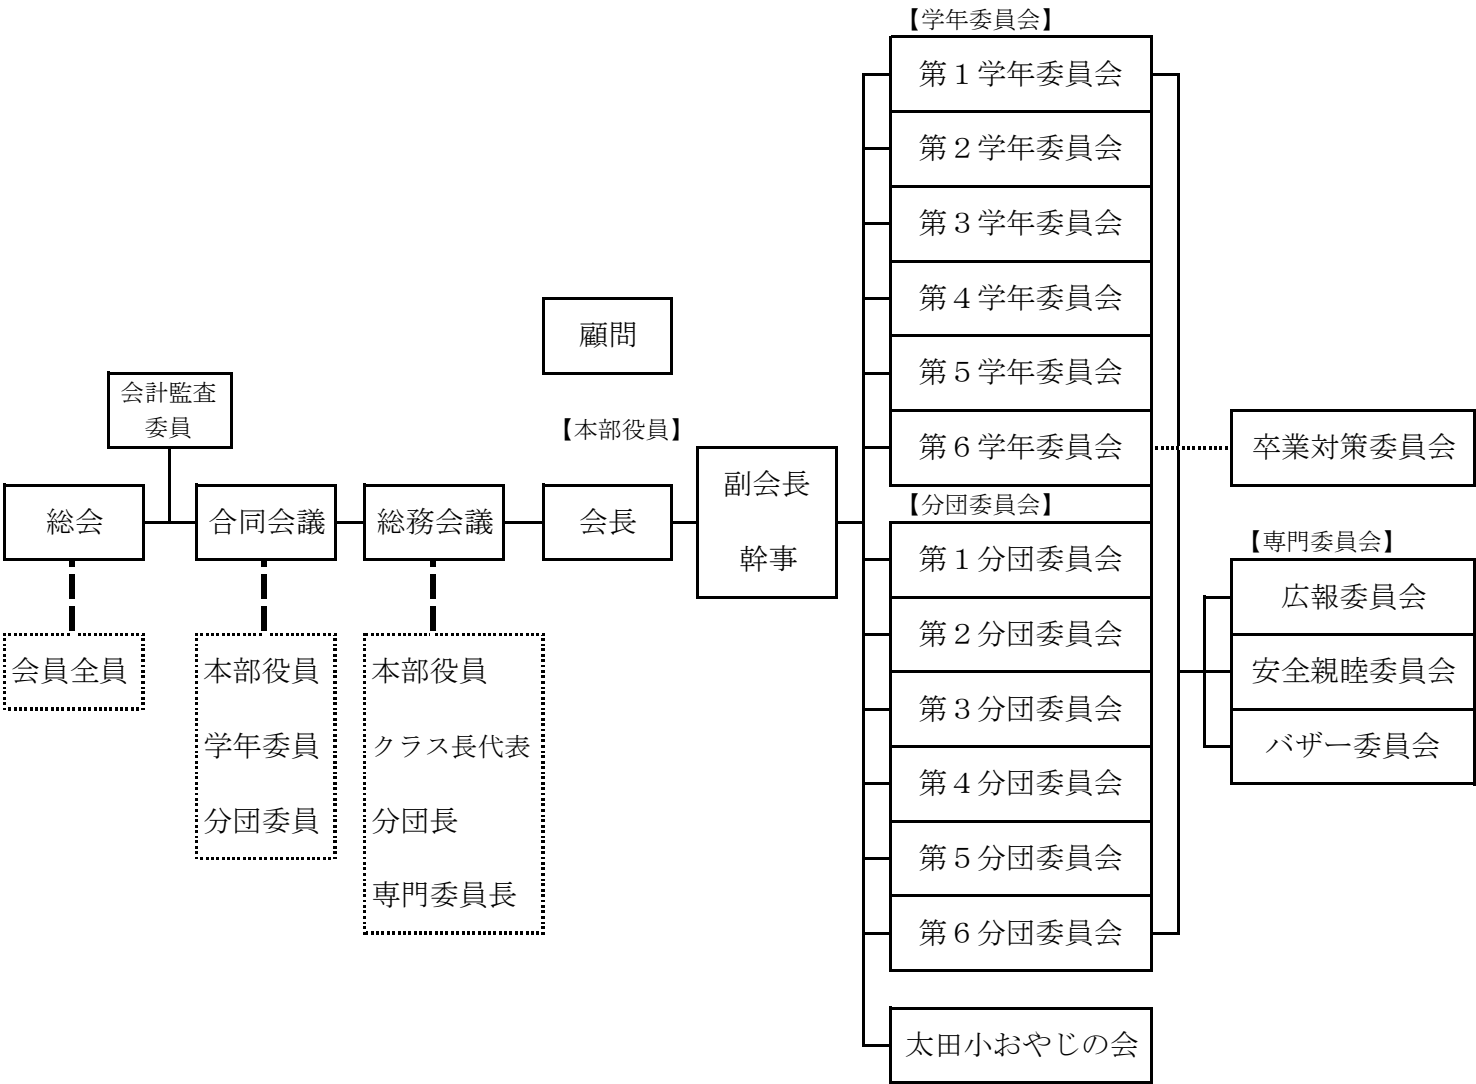 【学年委員会】
第１学年委員会
第２学年委員会
第３学年委員会
第４学年委員会
第５学年委員会
第６学年委員会
顧問
会計監査
委員
【本部役員】
総会
合同会議
総務会議
会長
副会長
幹事
会員全員
本部役員
学年委員
分団委員
本部役員
クラス長代表
分団長
専門委員長
【分団委員会】
第１分団委員会
第２分団委員会
第３分団委員会
第４分団委員会
第５分団委員会
第６分団委員会
太田小おやじの会
卒業対策委員会
【専門委員会】
広報委員会
安全親睦委員会
バザー委員会